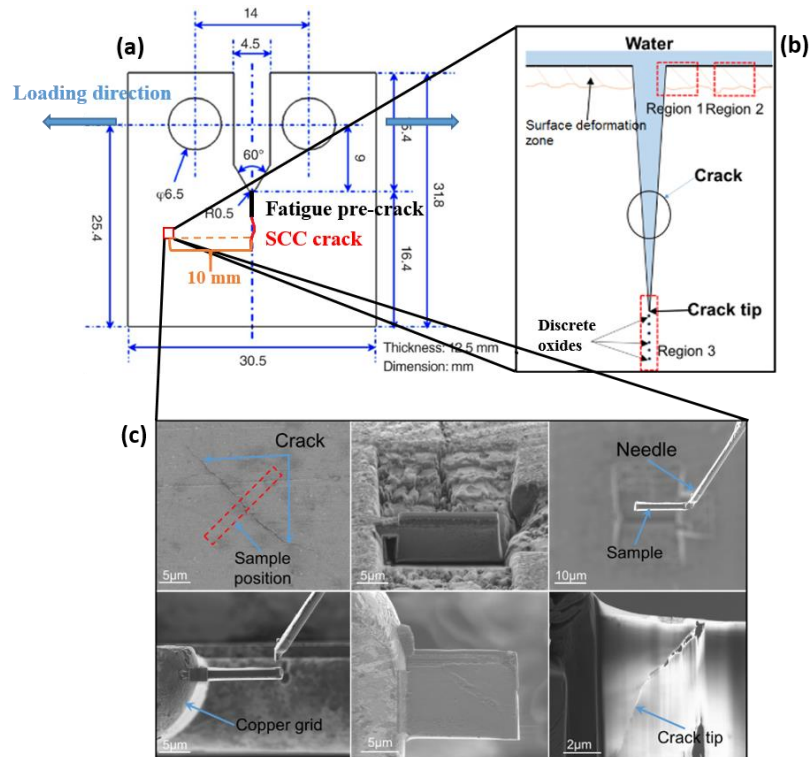 (a)
14
4.5
Loading direction
60°
φ6.5
R0.5
9
5.4
31.8
25.4
16.4
Fatigue pre-crack
SCC crack
10 mm
30.5
Thickness: 12.5 mm
Dimension: mm
(b)
Water
Region 1
Region 2
Surface deformation
zone
Crack
Crack tip
Discrete
oxides
Region 3
(c)
Crack
Sample
position
5μm
5μm
Needle
Sample
10μm
Copper grid
5μm
5μm
Crack tip
2μm